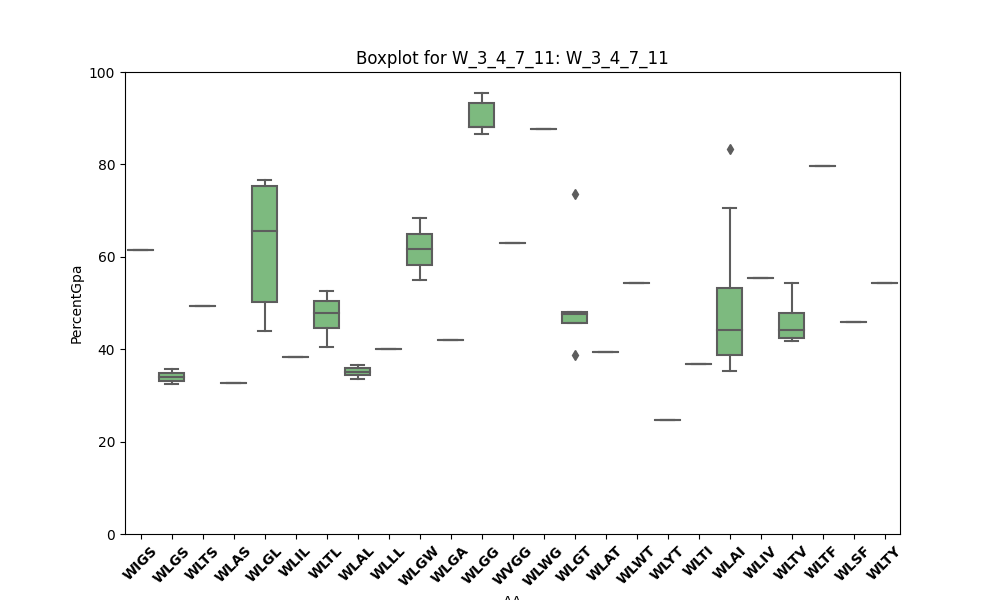 Boxplot for W_3_4_7_11: W_3_4_7_11
100
80
60
40
20
0
PercentGpa
WIGS
WLGS
WLTS
WLAS
WLGL
WLIL
WLTL
WLAL
WLLL
WLGW
WLGA
WLGG
WVGG
WLWG
WLGT
WLAT
WLWT
WLYT
WLTI
WLAI
WLIV
WLTV
WLTF
WLSF
WLTY